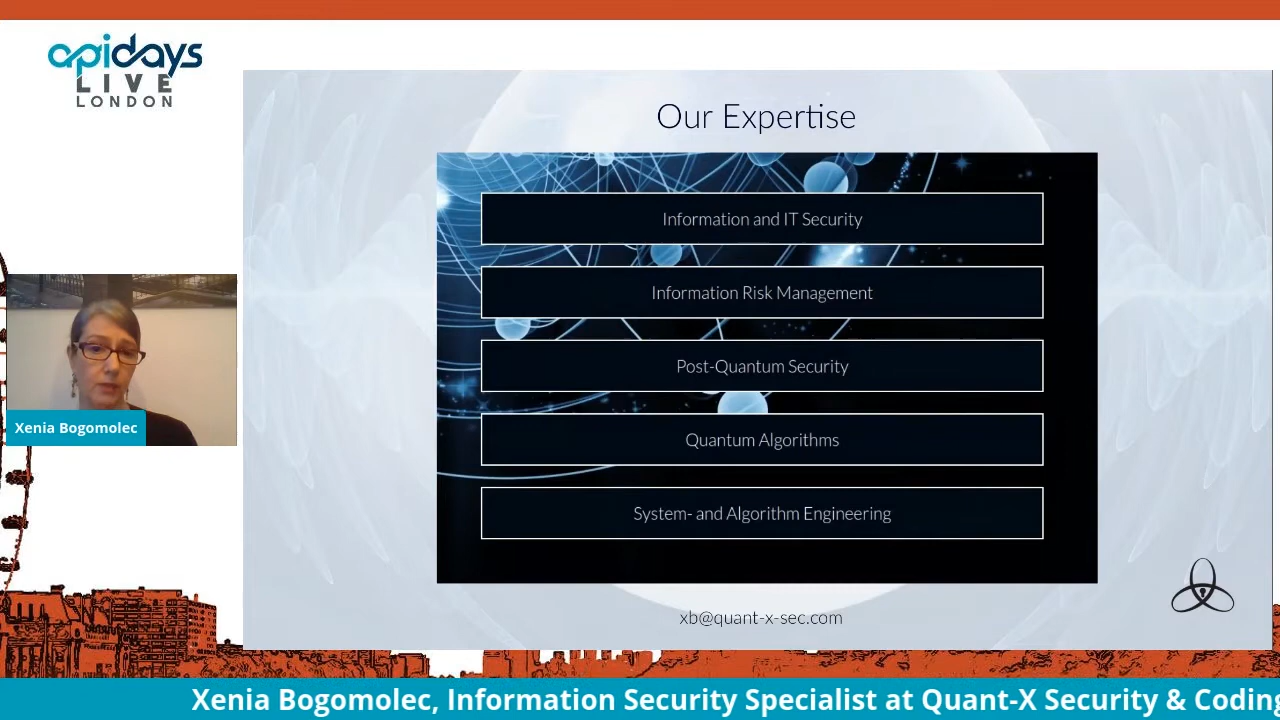 apidays
LIVE
LONDON
Our Expertise
Information and IT Security
Information Risk Management
Post-Quantum Security
Quantum Algorithms
System- and Algorithm Engineering
xb@quant-x-sec.com
Xenia Bogomolec
Xenia Bogomolec, Information Security Specialist at Quant-X Security & Coding